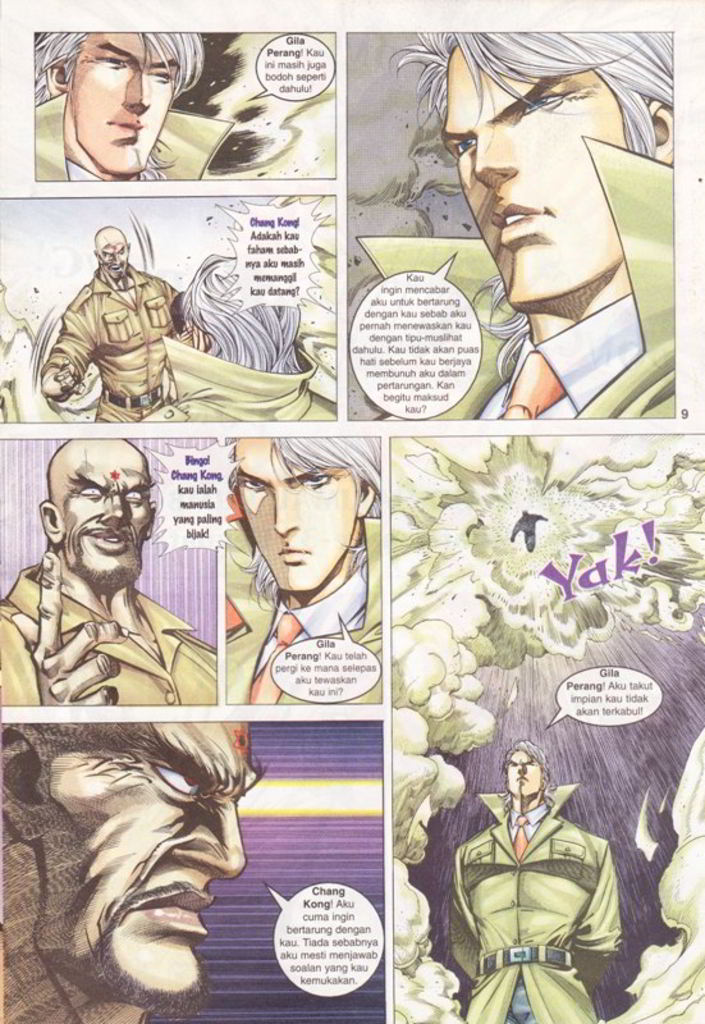 Gila
Perang! Kau
ini masih juga
bodoh seperti
dahulu!
Kau
ingin mencabar
aku untuk bertarung
dengan kau sebab aku
pernah menewaskan kau
dengan tipu-muslihat
dahulu. Kau tidak akan puas
hati sebelum kau berjaya
membunuh aku dalam
pertarungan. Kan
begitu maksud
kau?
Chang Kong!
Adakah kau
faham sebab-
nya aku masih
memanggil
kau datang?
9
Bingo!
Chang Kong,
kau ialah
manusia
yang paling
bijak!
Gila
Perang! Kau telah
pergi ke mana selepas
tewaskan
kau ini?
Yak!
Gila
Perang! Aku takut
impian kau tidak
akan terkabul!
Chang
Kong! Aku
cuma ingin
bertarung dengan
kau. Tiada sebabnya
aku mesti menjawab
soalan yang kau
kemukakan.